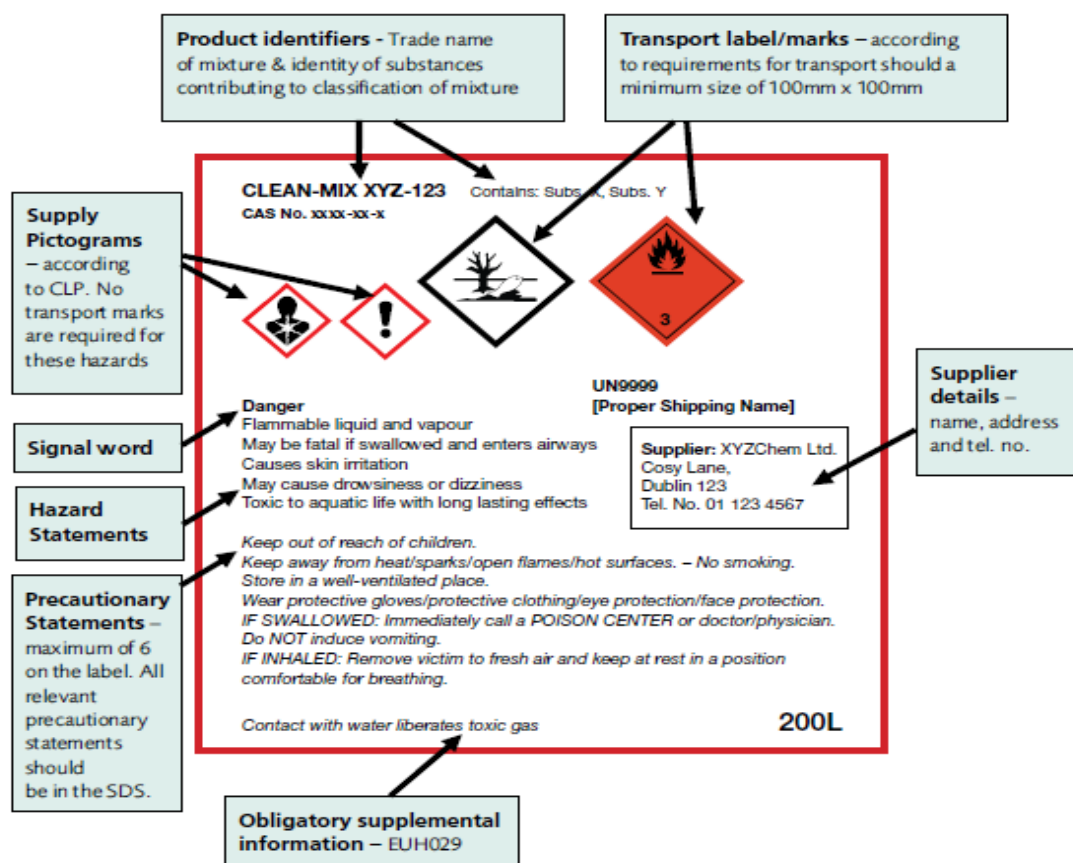 Product identifiers - Trade name
of mixture & identity of substances
contributing to classification of mixture
Transport label/marks – according
to requirements for transport should a
minimum size of 100mm x 100mm
Supply
Pictograms
– according
to CLP. No
transport marks
are required for
these hazards
CLEAN-MIX XYZ-123 Contains: Subs. X, Subs. Y
CAS No. xxxx-xx-x
3
UN9999
[Proper Shipping Name]
Supplier
details –
name, address
and tel. no.
Signal word
Danger
Flammable liquid and vapour
May be fatal if swallowed and enters airways
Causes skin irritation
May cause drowsiness or dizziness
Toxic to aquatic life with long lasting effects
Supplier: XYZChem Ltd.
Cosy Lane,
Dublin 123
Tel. No. 01 123 4567
Hazard
Statements
Precautionary
Statements –
maximum of 6
on the label. All
relevant
precautionary
statements
should
be in the SDS.
Keep out of reach of children.
Keep away from heat/sparks/open flames/hot surfaces. – No smoking.
Store in a well-ventilated place.
Wear protective gloves/protective clothing/eye protection/face protection.
IF SWALLOWED: Immediately call a POISON CENTER or doctor/physician.
Do NOT induce vomiting.
IF INHALED: Remove victim to fresh air and keep at rest in a position
comfortable for breathing.
Contact with water liberates toxic gas
200L
Obligatory supplemental
information – EUH029